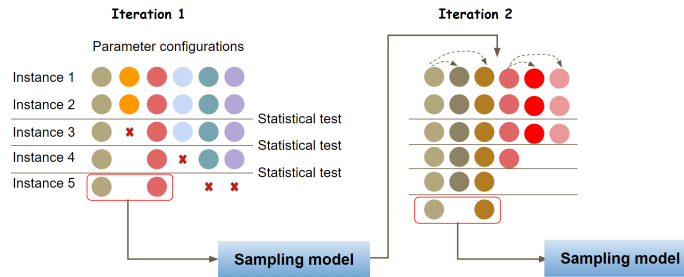 Iteration 1
Iteration 2
Parameter configurations
Instance 1
Instance 2
Statistical test
Instance 3
Statistical test
Instance 4
Statistical test
Instance 5
Sampling model
Sampling model